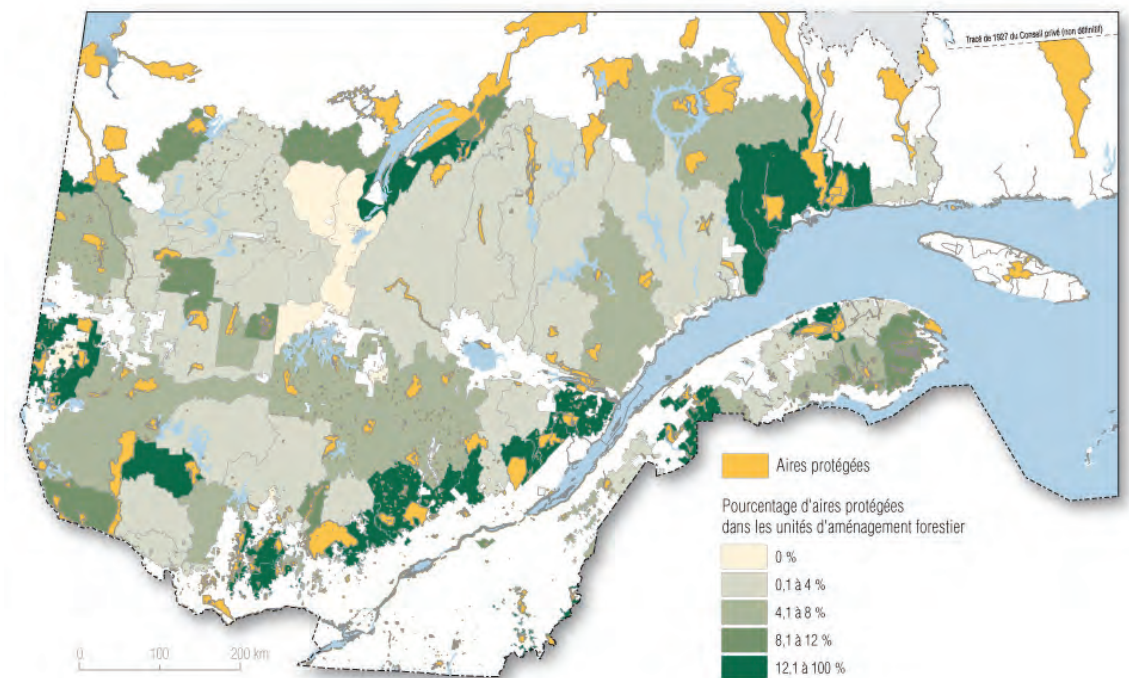 Tracé de 1927 du Conseil privé (non définitif)
Aires protégées
Pourcentage d'aires protégées
dans les unités d'aménagement forestier
0 %
0,1 à 4 %
4,1 à 8 %
8,1 à 12 %
12,1 à 100 %
0 100 200 km